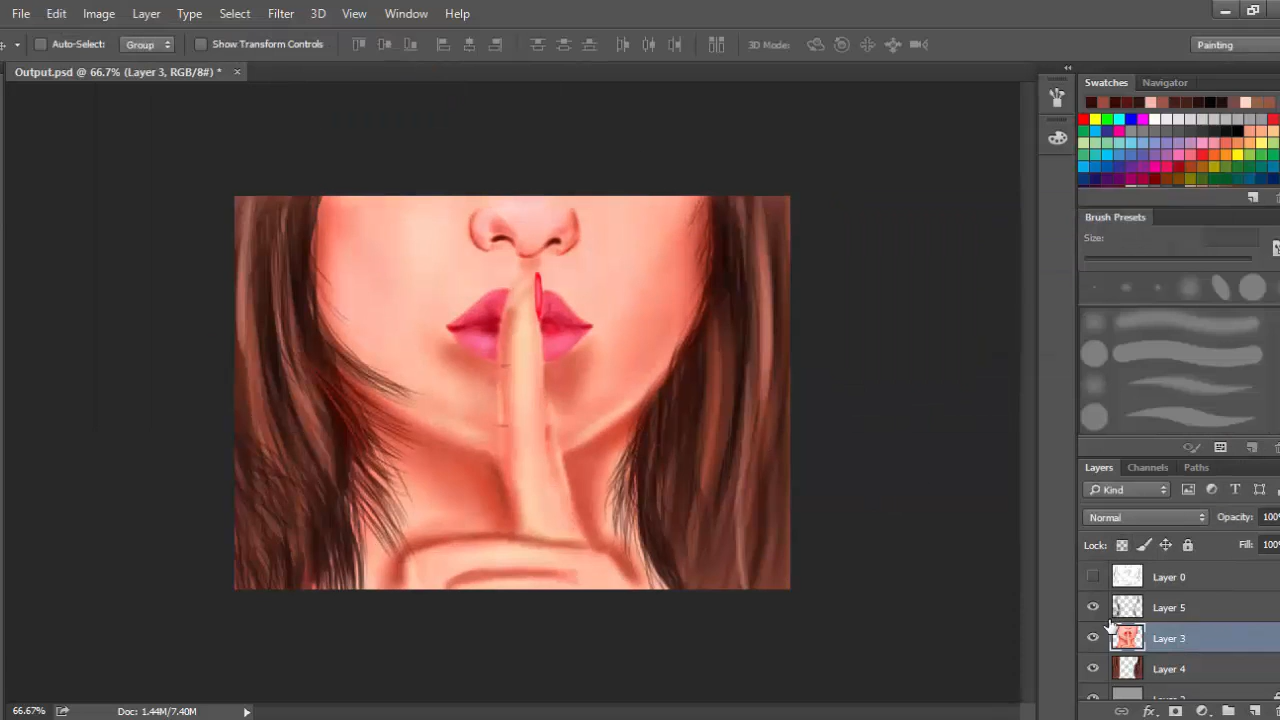 File Edit Image Layer Type Select Filter 3D View Window Help
Auto-Select: Group Show Transform Controls 3D Mode: Painting
Output.psd @ 66.7% (Layer 3, RGB/8#) * ×
Swatches Navigator
Brush Presets
Size:
Layers Channels Paths
Kind
Normal Opacity: 100%
Lock: Fill: 100%
Layer 0
Layer 5
Layer 3
Layer 4
66.67% Doc: 1.44M/7.40M